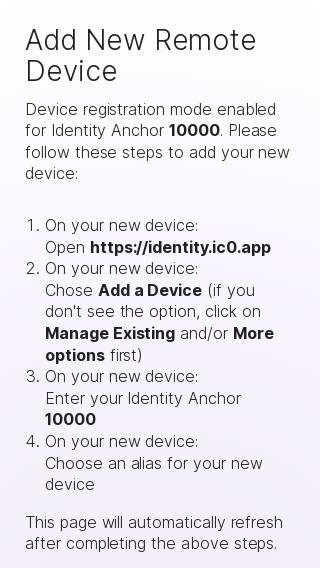 Add New Remote
Device
Device registration mode enabled
for Identity Anchor 10000. Please
follow these steps to add your new
device:
1. On your new device:
Open https://identity.ic0.app
2. On your new device:
Chose Add a Device (if you
don't see the option, click on
Manage Existing and/or More
options first)
3. On your new device:
Enter your Identity Anchor
10000
4. On your new device:
Choose an alias for your new
device
This page will automatically refresh
after completing the above steps.